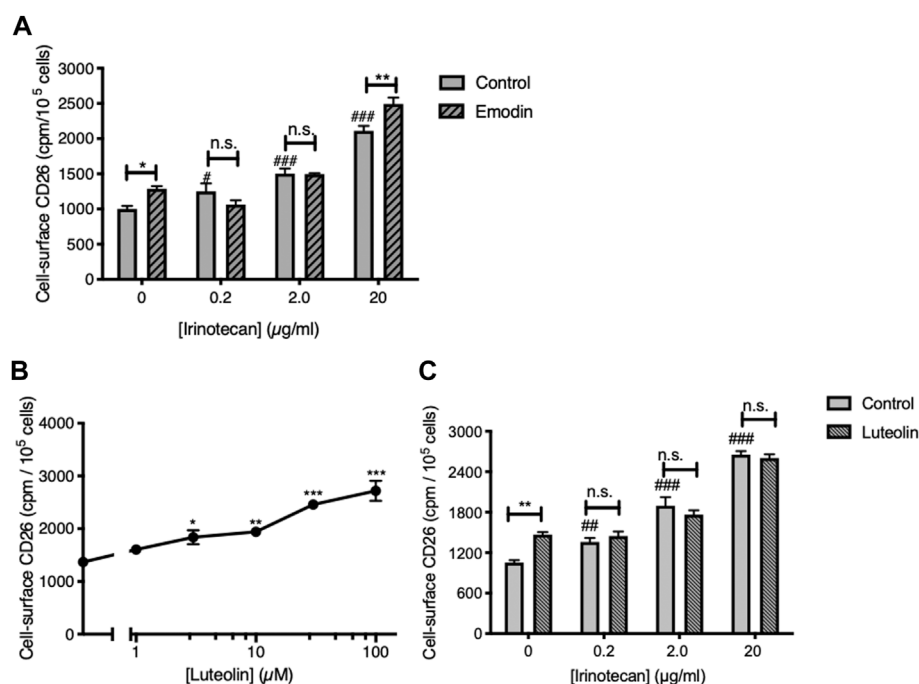 A
Cell-surface CD26 (cpm/10⁵ cells)
3000
2500
2000
1500
1000
500
0
*
#
n.s.
###
n.s.
###
**
0 0.2 2.0 20
[Irinotecan] (µg/ml)
Control
Emodin
B
Cell-surface CD26 (cpm / 10⁵ cells)
4000
3000
2000
1000
0
* ** *** ***
1 10 100
[Luteolin] (µM)
C
Cell-surface CD26 (cpm / 10⁵ cells)
3000
2400
1800
1200
600
0
**
##
n.s.
###
n.s.
###
n.s.
0 0.2 2.0 20
[Irinotecan] (µg/ml)
Control
Luteolin